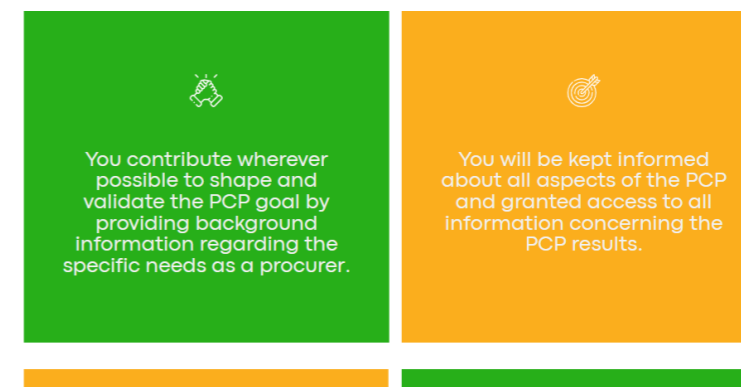 You contribute wherever
possible to shape and
validate the PCP goal by
providing background
information regarding the
specific needs as a procurer.
You will be kept informed
about all aspects of the PCP
and granted access to all
information concerning the
PCP results.